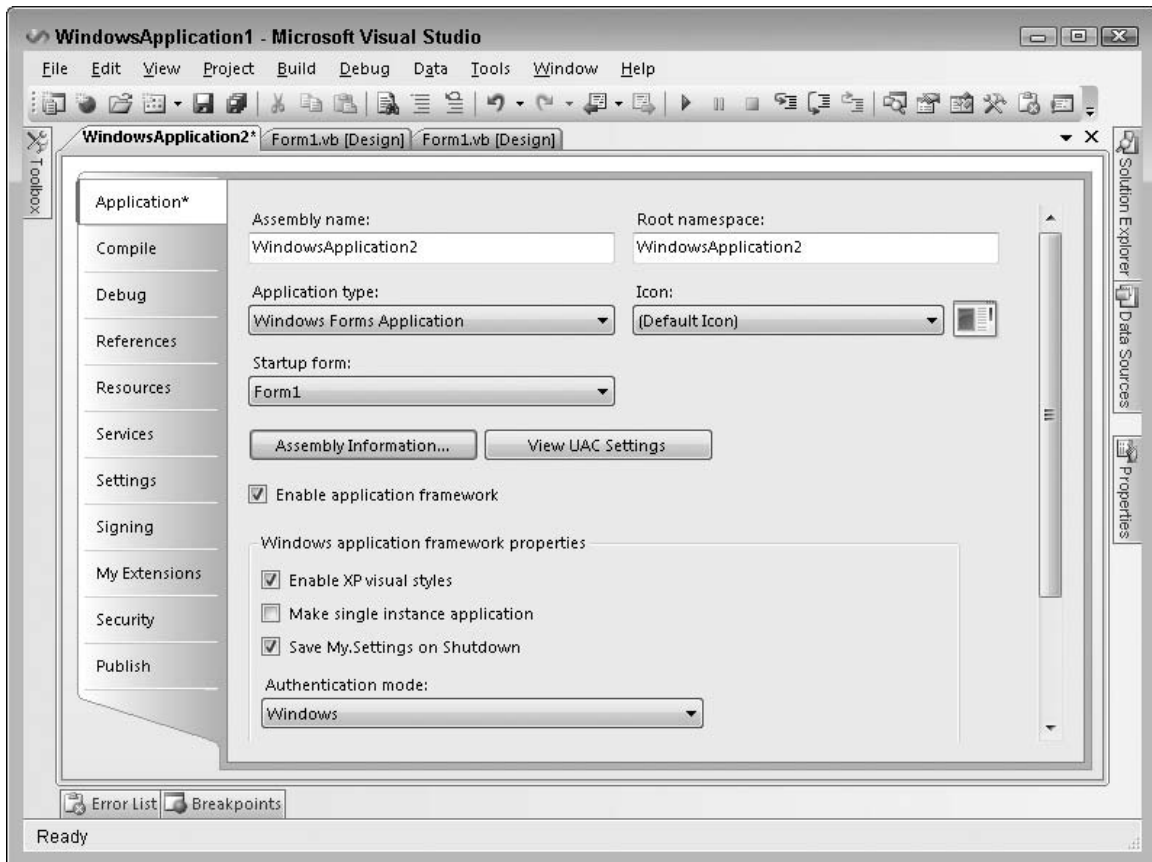 WindowsApplication1 - Microsoft Visual Studio
File Edit View Project Build Debug Data Tools Window Help
WindowsApplication2* Form1.vb [Design] Form1.vb [Design]
Toolbox
Application*
Compile
Debug
References
Resources
Services
Settings
Signing
My Extensions
Security
Publish
Assembly name:
WindowsApplication2
Root namespace:
WindowsApplication2
Application type:
Windows Forms Application
Icon:
(Default Icon)
Startup form:
Form1
Assembly Information...
View UAC Settings
Enable application framework
Windows application framework properties
Enable XP visual styles
Make single instance application
Save My.Settings on Shutdown
Authentication mode:
Windows
Solution Explorer
Data Sources
Properties
Error List
Breakpoints
Ready